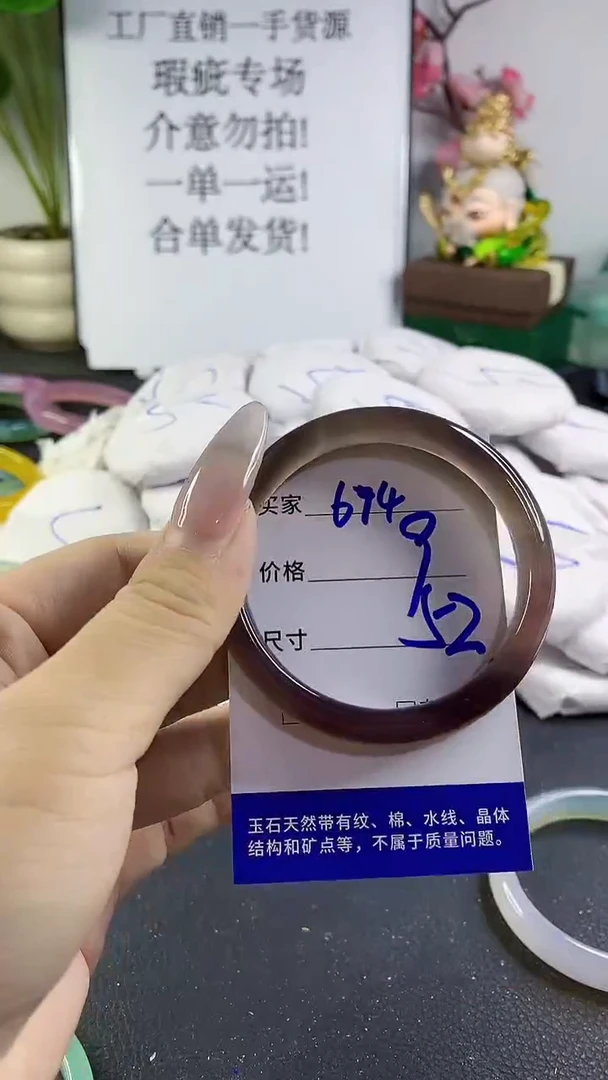 工厂直销一手货源
瑕疵专场
介意勿拍!
一单一运!
合单发货!
买家 674
价格 9
尺寸 52
玉石天然带有纹、棉、水线、晶体
结构和矿点等，不属于质量问题。